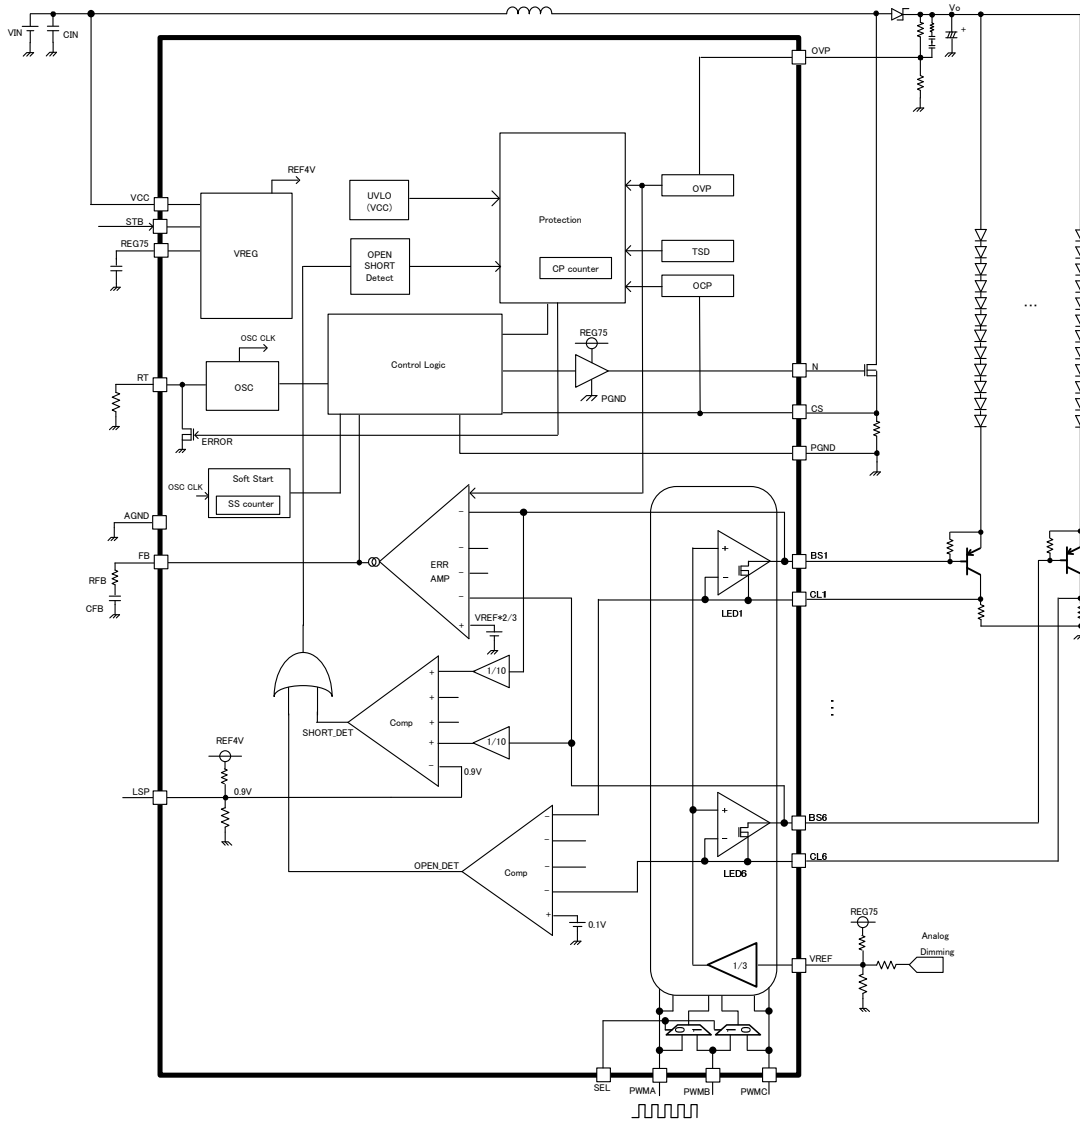 Vo
VIN
CIN
OVP
REF4V
UVLO
(VCC)
OVP
VCC
STB
Protection
REG75
VREG
OPEN
SHORT
Detect
TSD
CP counter
OCP
...
REG75
OSC CLK
Control Logic
N
RT
OSC
PGND
CS
ERROR
PGND
Soft Start
OSC CLK
SS counter
AGND
FB
ERR
AMP
BS1
RFB
CFB
CL1
LED1
VREF*2/3
1/10
SHORT_DET
Comp
REF4V
1/10
0.9V
LSP
0.9V
BS6
CL6
OPEN_DET
Comp
LED6
0.1V
REG75
Analog
Dimming
1/3
VREF
SEL
PWMA
PWMB
PWMC